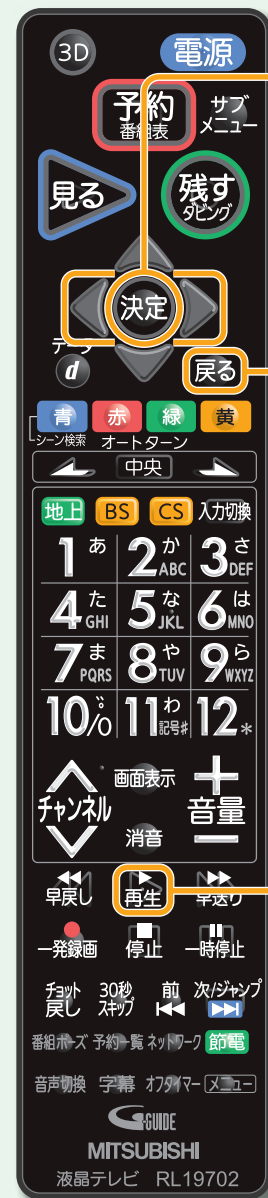 3D 電源
予約
番組表
サブ
メニュー
見る 残す
ダビング
決定
データ
d
戻る
青 赤 緑 黄
シーン検索 オートターン
中央
地上 BS CS 入力切換
1 あ 2 か ABC 3 さ DEF
4 た GHI 5 な JKL 6 は MNO
7 ま PQRS 8 や TUV 9 ら WXYZ
10/0 11 わ 記号# 12 *
チャンネル 画面表示 + 音量 −
消音
早戻し 再生 早送り
一発録画 停止 一時停止
チョット
戻し
30秒
スキップ
前 次/ジャンプ
番組ポーズ 予約一覧 ネットワーク 節電
音声切換 字幕 オフタイマー メニュー
G-GUIDE
MITSUBISHI
液晶テレビ RL19702